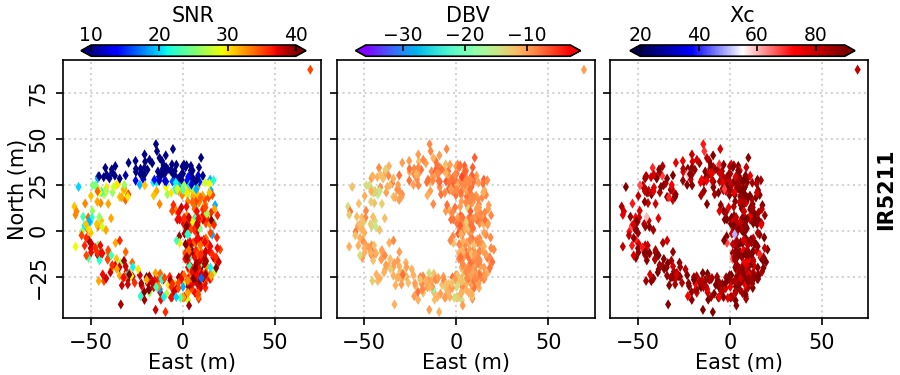 SNR
DBV
Xc
10 20 30 40
−30 −20 −10
20 40 60 80
75
50
25
0
−25
North (m)
IR5211
−50 0 50
−50 0 50
−50 0 50
East (m)
East (m)
East (m)